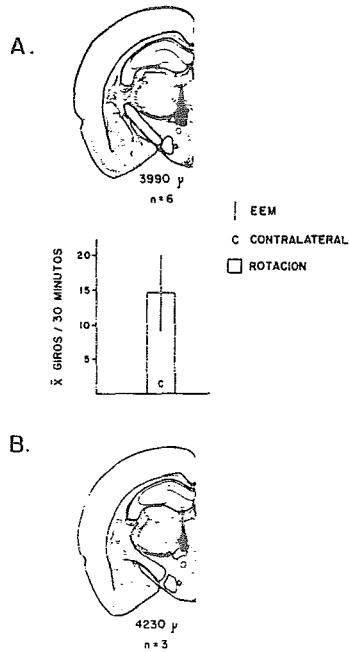 A.
3990 µ
n=6
EEM
C CONTRALATERAL
ROTACION
X̄ GIROS / 30 MINUTOS
20
15
10
5
C
B.
4230 µ
n=3